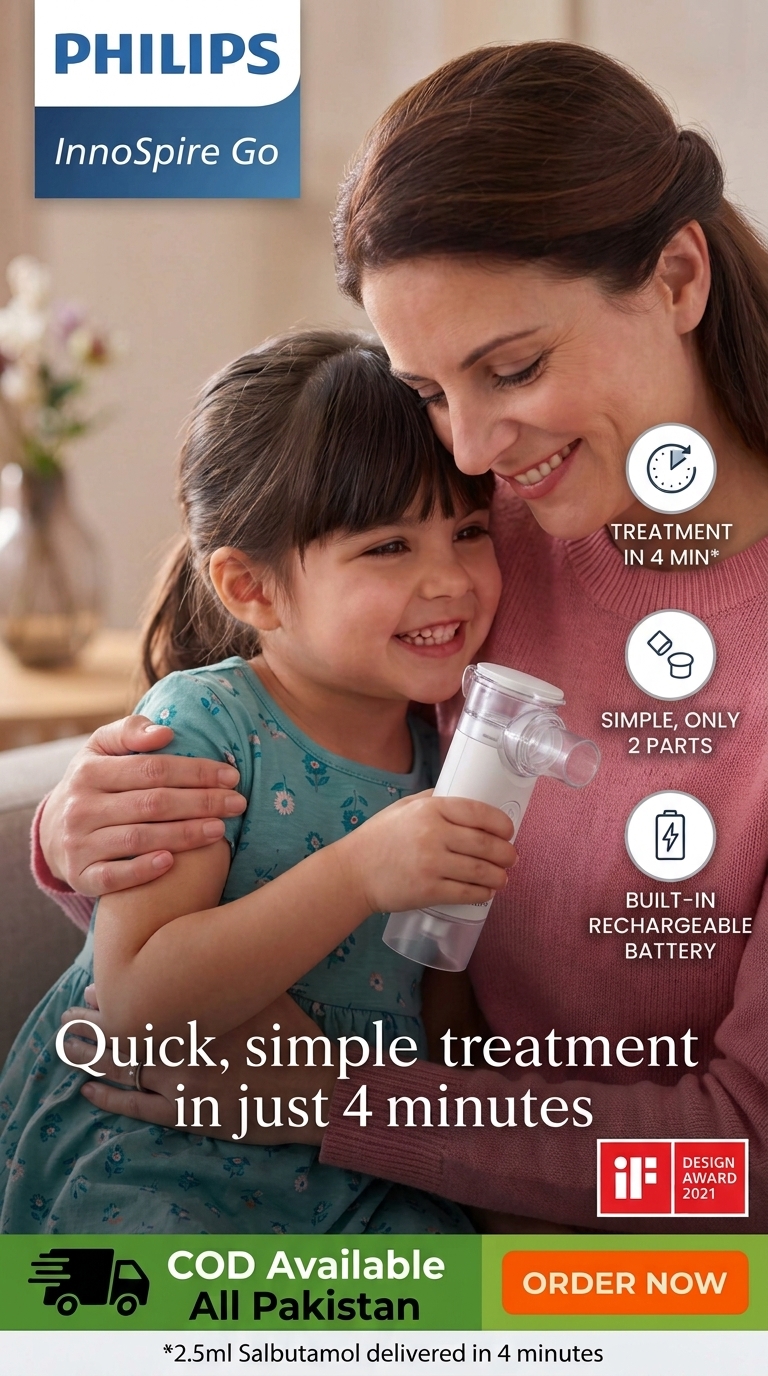 PHILIPS
InnoSpire Go
TREATMENT
IN 4 MIN*
SIMPLE, ONLY
2 PARTS
BUILT-IN
RECHARGEABLE
BATTERY
Quick, simple treatment
in just 4 minutes
iF
DESIGN
AWARD
2021
COD Available
All Pakistan
ORDER NOW
*2.5ml Salbutamol delivered in 4 minutes